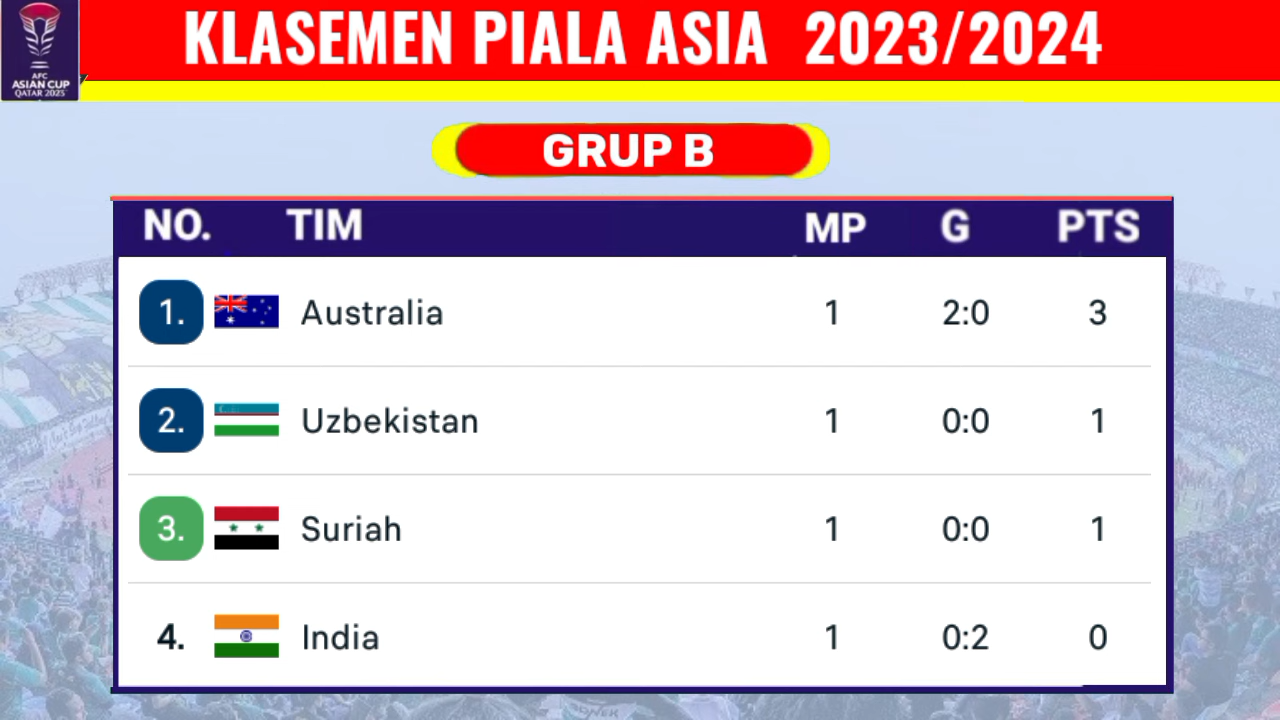 KLASEMEN PIALA ASIA 2023/2024
AFC
ASIAN CUP
QATAR 2023
GRUP B
NO. TIM MP G PTS
1. Australia 1 2:0 3
2. Uzbekistan 1 0:0 1
3. Suriah 1 0:0 1
4. India 1 0:2 0